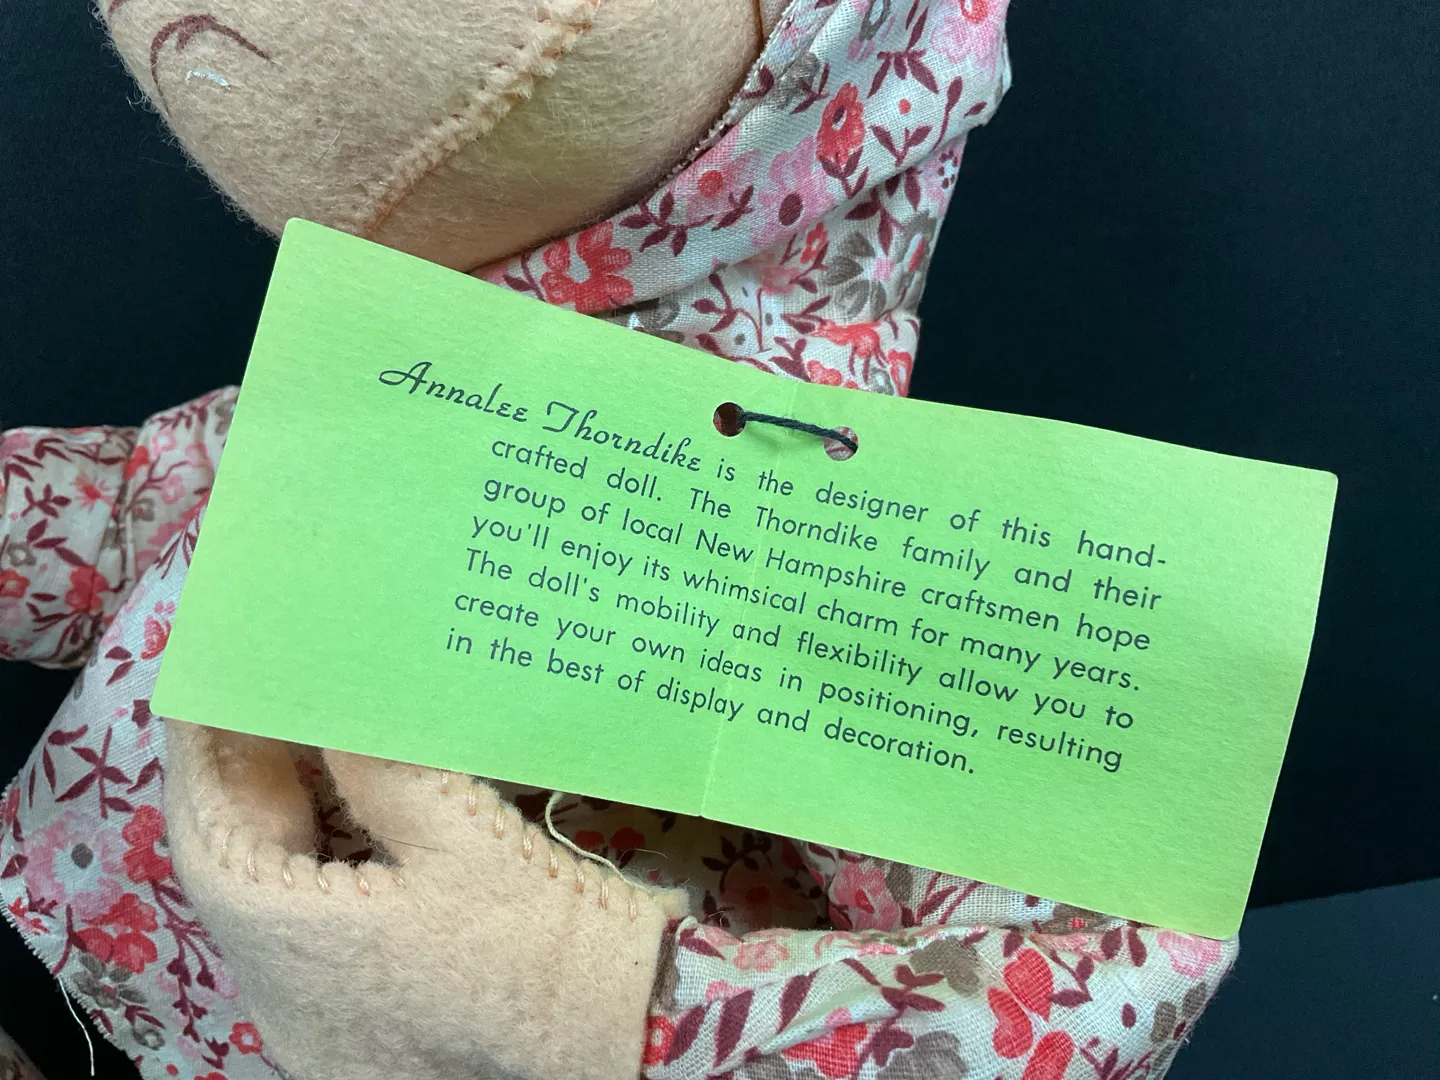 Annalee Thorndike is the designer of this hand-
crafted doll. The Thorndike family and their
group of local New Hampshire craftsmen hope
you'll enjoy its whimsical charm for many years.
The doll's mobility and flexibility allow you to
create your own ideas in positioning, resulting
in the best of display and decoration.